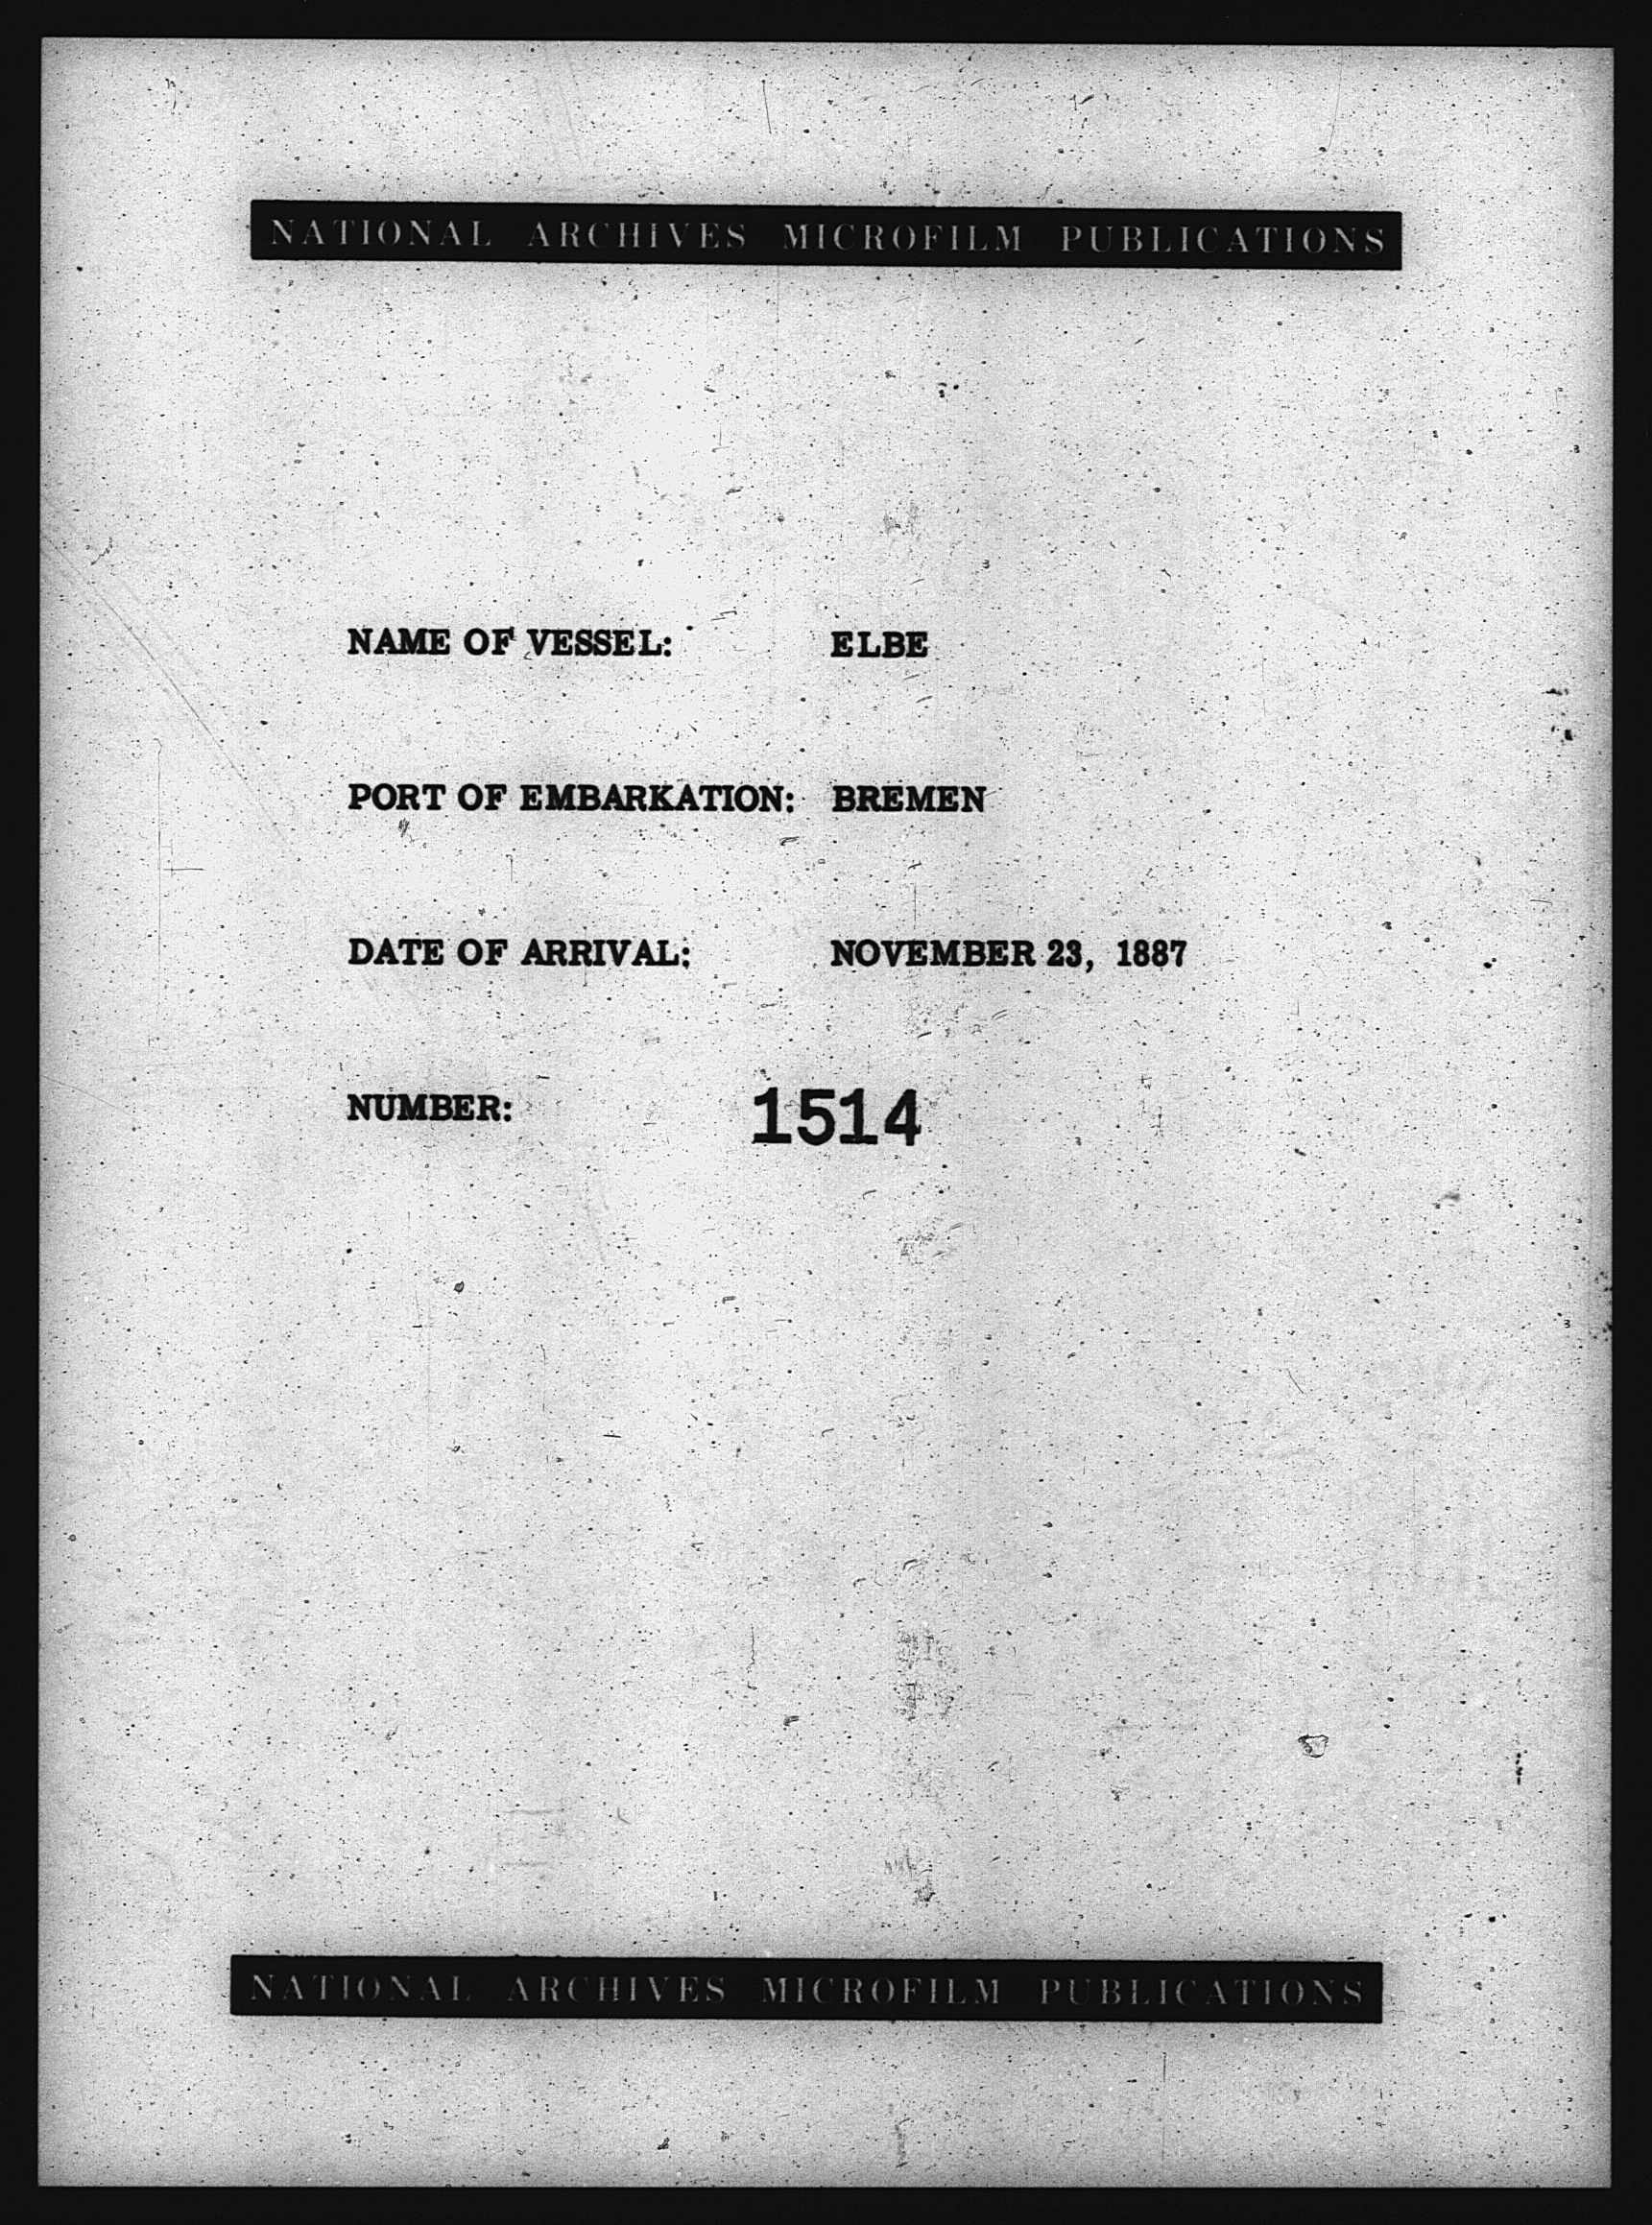 NATIONAL ARCHIVES MICROFILM PUBLICATIONS
NAME OF VESSEL: ELBE
PORT OF EMBARKATION: BREMEN
DATE OF ARRIVAL: NOVEMBER 23, 1887
NUMBER: 1514
NATIONAL ARCHIVES MICROFILM PUBLICATIONS